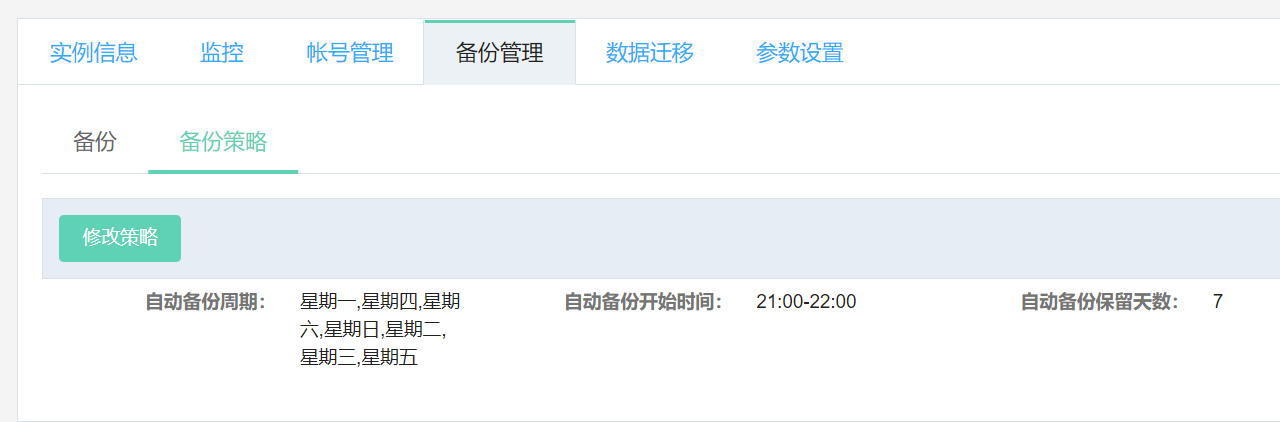 实例信息 监控 帐号管理 备份管理 数据迁移 参数设置
备份 备份策略
修改策略
自动备份周期： 星期一,星期四,星期 自动备份开始时间： 21:00-22:00 自动备份保留天数： 7
六,星期日,星期二,
星期三,星期五